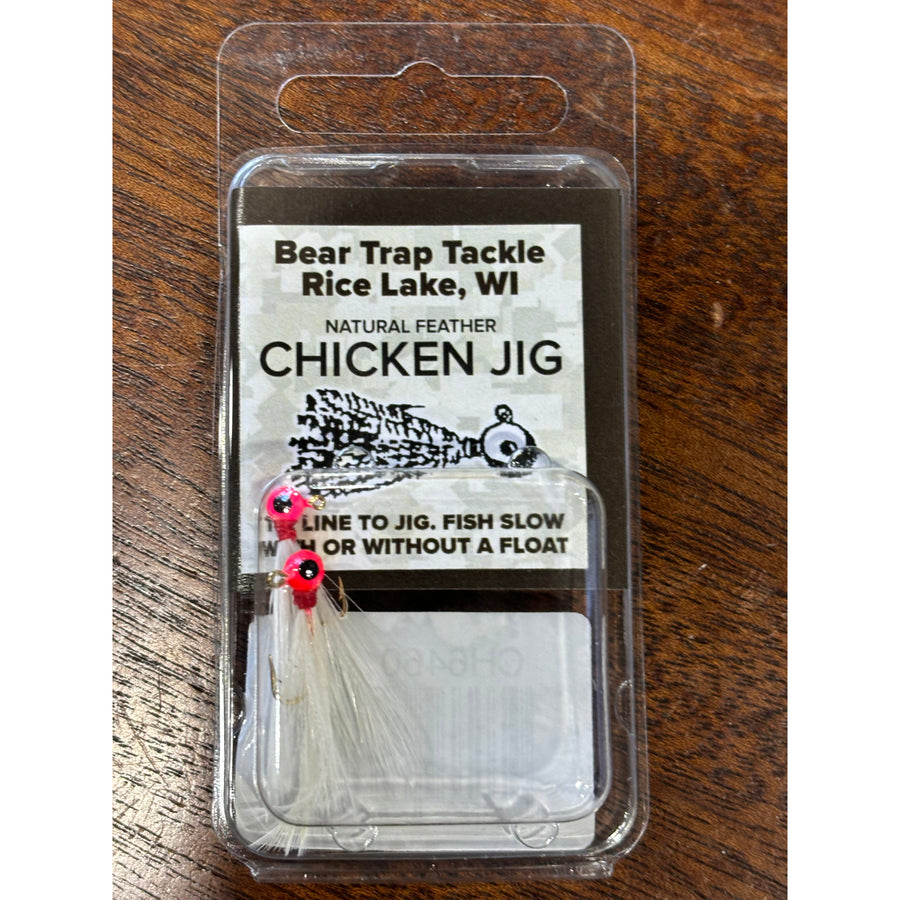 Bear Trap Tackle
Rice Lake, WI
NATURAL FEATHER
CHICKEN JIG
LINE TO JIG. FISH SLOW
OR WITHOUT A FLOAT